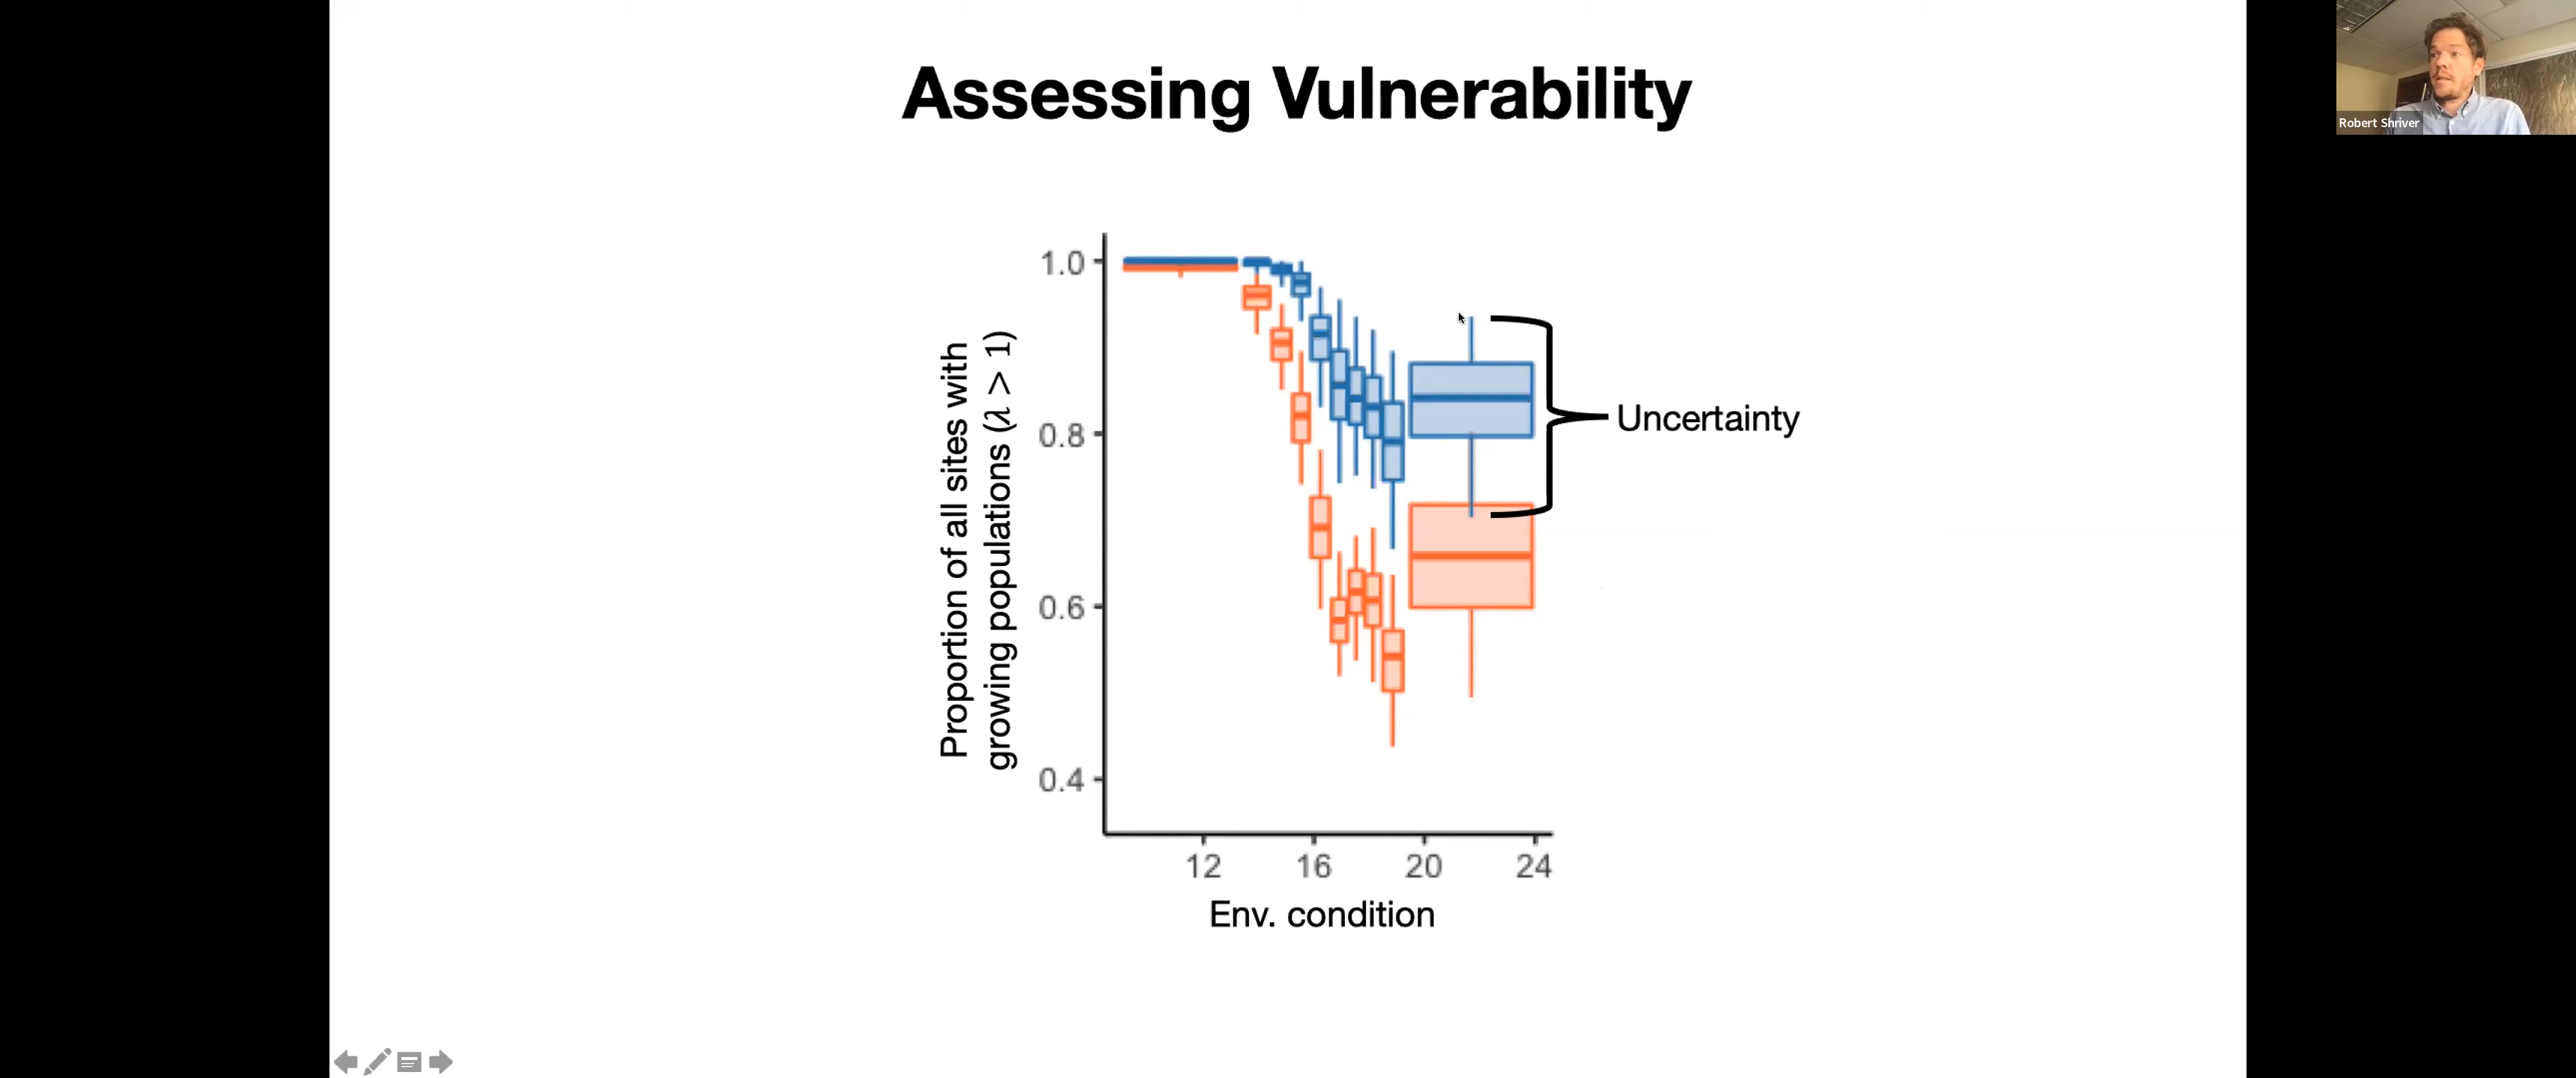 Assessing Vulnerability
Robert Shriver
Proportion of all sites with
growing populations (λ > 1)
1.0
0.8
0.6
0.4
Uncertainty
12 16 20 24
Env. condition